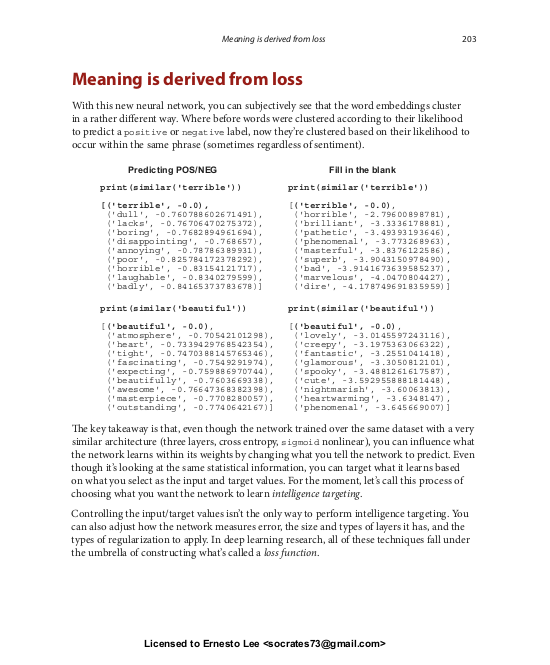 Meaning is derived from loss 203
Meaning is derived from loss
With this new neural network, you can subjectively see that the word embeddings cluster
in a rather different way. Where before words were clustered according to their likelihood
to predict a positive or negative label, now they're clustered based on their likelihood to
occur within the same phrase (sometimes regardless of sentiment).
Predicting POS/NEG
print(similar('terrible'))
[('terrible', -0.0),
('dull', -0.760788602671491),
('lacks', -0.76706470275372),
('boring', -0.7682894961694),
('disappointing', -0.768657),
('annoying', -0.78786389931),
('poor', -0.825784172378292),
('horrible', -0.83154121717),
('laughable', -0.8340279599),
('badly', -0.84165373783678)]
print(similar('beautiful'))
[('beautiful', -0.0),
('atmosphere', -0.70542101298),
('heart', -0.7339429768542354),
('tight', -0.7470388145765346),
('fascinating', -0.7549291974),
('expecting', -0.759886970744),
('beautifully', -0.7603669338),
('awesome', -0.76647368382398),
('masterpiece', -0.7708280057),
('outstanding', -0.7740642167)]
Fill in the blank
print(similar('terrible'))
[('terrible', -0.0),
('horrible', -2.79600898781),
('brilliant', -3.3336178881),
('pathetic', -3.49393193646),
('phenomenal', -3.773268963),
('masterful', -3.8376122586),
('superb', -3.9043150978490),
('bad', -3.9141673639585237),
('marvelous', -4.0470804427),
('dire', -4.178749691835959)]
print(similar('beautiful'))
[('beautiful', -0.0),
('lovely', -3.0145597243116),
('creepy', -3.1975363066322),
('fantastic', -3.2551041418),
('glamorous', -3.3050812101),
('spooky', -3.4881261617587),
('cute', -3.592955888181448),
('nightmarish', -3.60063813),
('heartwarming', -3.6348147),
('phenomenal', -3.645669007)]
The key takeaway is that, even though the network trained over the same dataset with a very
similar architecture (three layers, cross entropy, sigmoid nonlinear), you can influence what
the network learns within its weights by changing what you tell the network to predict. Even
though it's looking at the same statistical information, you can target what it learns based
on what you select as the input and target values. For the moment, let's call this process of
choosing what you want the network to learn intelligence targeting.
Controlling the input/target values isn't the only way to perform intelligence targeting. You
can also adjust how the network measures error, the size and types of layers it has, and the
types of regularization to apply. In deep learning research, all of these techniques fall under
the umbrella of constructing what's called a loss function.
Licensed to Ernesto Lee <socrates73@gmail.com>